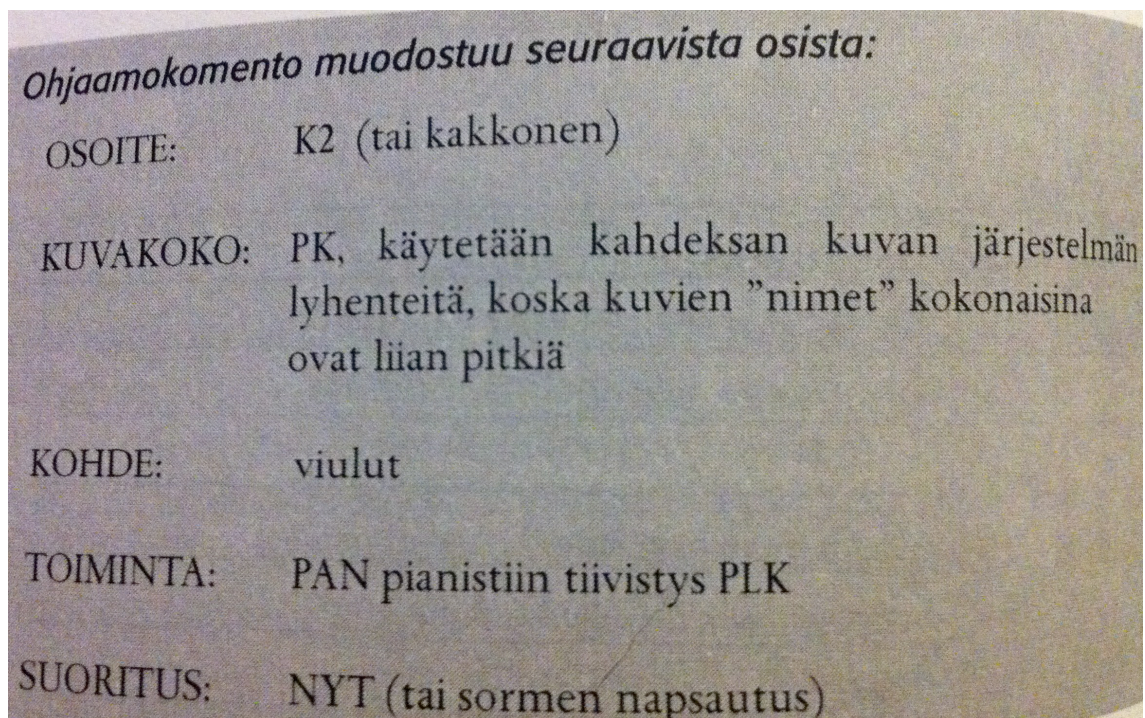 Ohjaamokomento muodostuu seuraavista osista:
OSOITE: K2 (tai kakkonen)
KUVAKOKO: PK, käytetään kahdeksan kuvan järjestelmän
lyhenteitä, koska kuvien ”nimet” kokonaisina
ovat liian pitkiä
KOHDE: viulut
TOIMINTA: PAN pianistiin tiivistys PLK
SUORITUS: NYT (tai sormen napsautus)